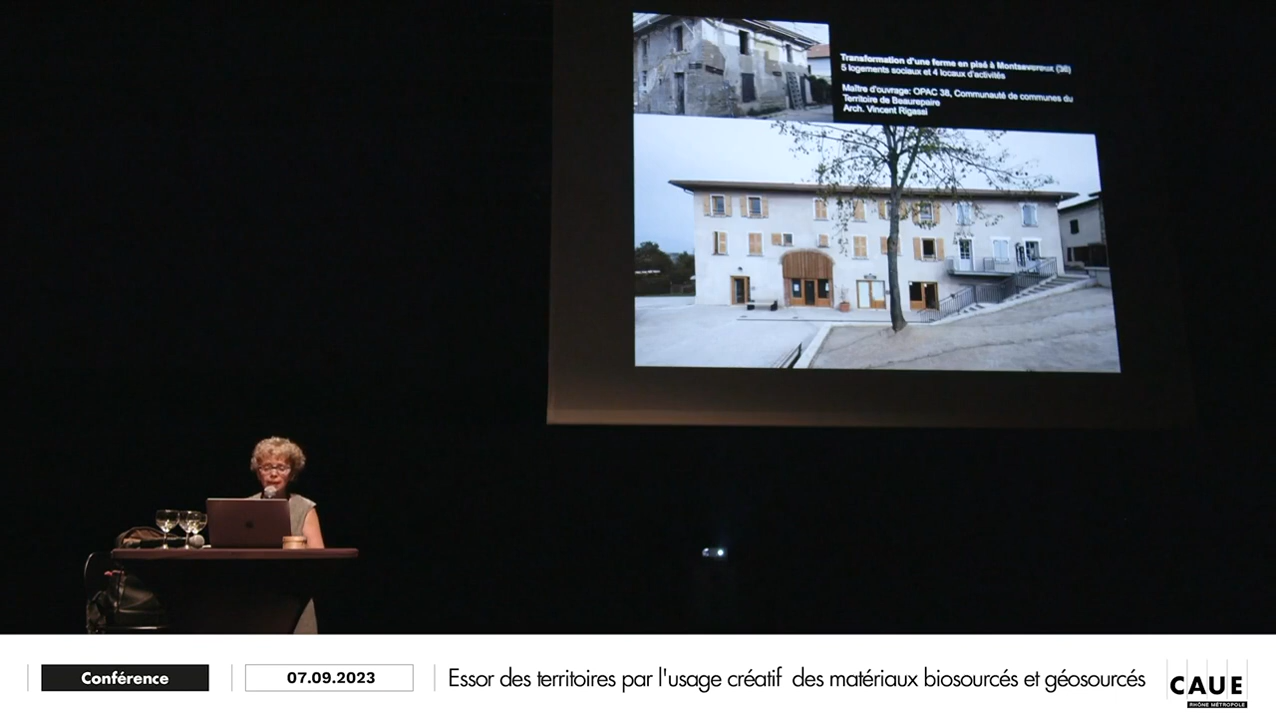 Transformation d'une ferme en pisé à Montseveroux (38)
5 logements sociaux et 4 locaux d'activités
Maître d'ouvrage: OPAC 38, Communauté de communes du
Territoire de Beaurepaire
Arch. Vincent Rigassi
Conférence
07.09.2023
Essor des territoires par l'usage créatif des matériaux biosourcés et géosourcés
CAUE
RHÔNE MÉTROPOLE